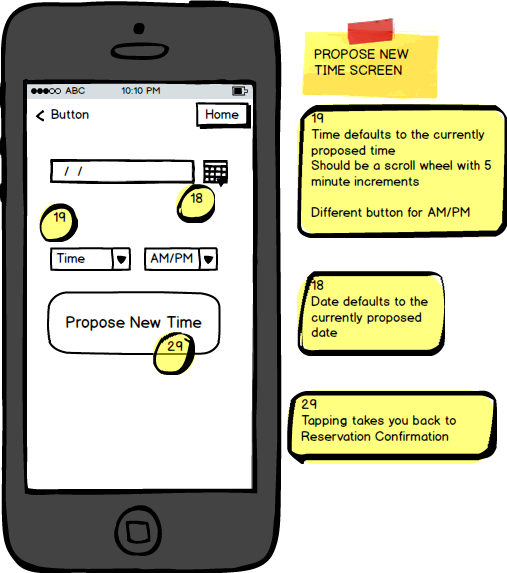 PROPOSE NEW
TIME SCREEN
ABC 10:10 PM
Button
Home
/ /
18
19
Time
AM/PM
Propose New Time
29
19
Time defaults to the currently
proposed time
Should be a scroll wheel with 5
minute increments
Different button for AM/PM
18
Date defaults to the
currently proposed
date
29
Tapping takes you back to
Reservation Confirmation